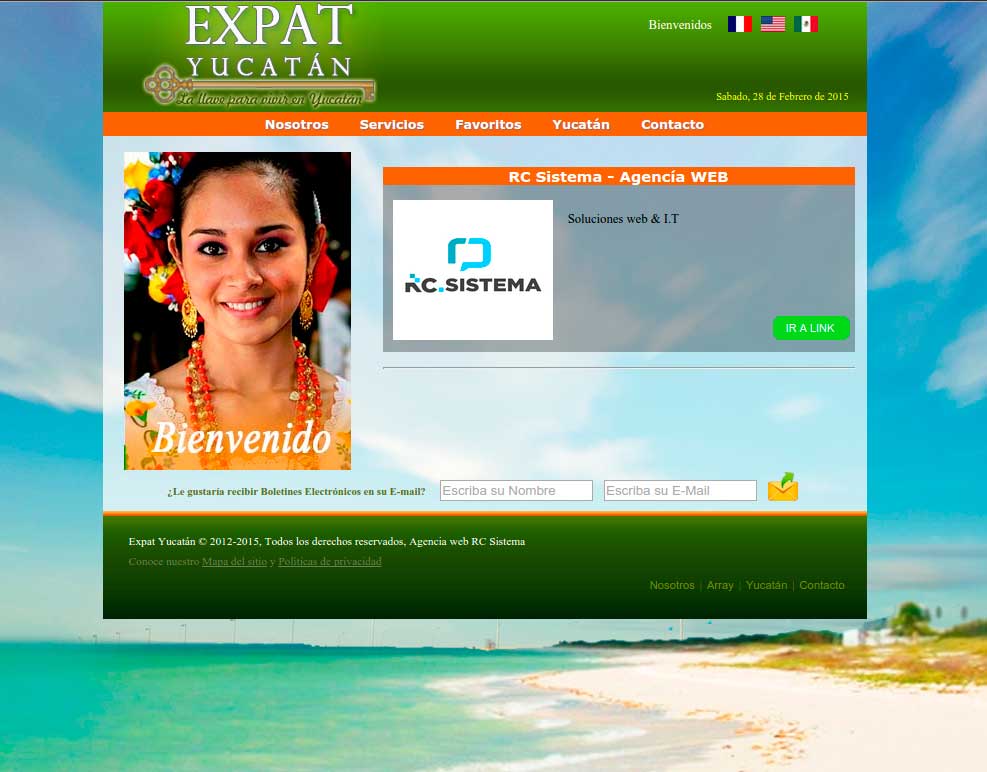 EXPAT
YUCATÁN
La llave para vivir en Yucatán
Bienvenidos
Sabado, 28 de Febrero de 2015
Nosotros Servicios Favoritos Yucatán Contacto
Bienvenido
RC Sistema - Agencía WEB
RC.SISTEMA
Soluciones web & I.T
IR A LINK
¿Le gustaría recibir Boletines Electrónicos en su E-mail? Escriba su Nombre Escriba su E-Mail
Expat Yucatán © 2012-2015, Todos los derechos reservados, Agencia web RC Sistema
Conoce nuestro Mapa del sitio y Políticas de privacidad
Nosotros | Array | Yucatán | Contacto